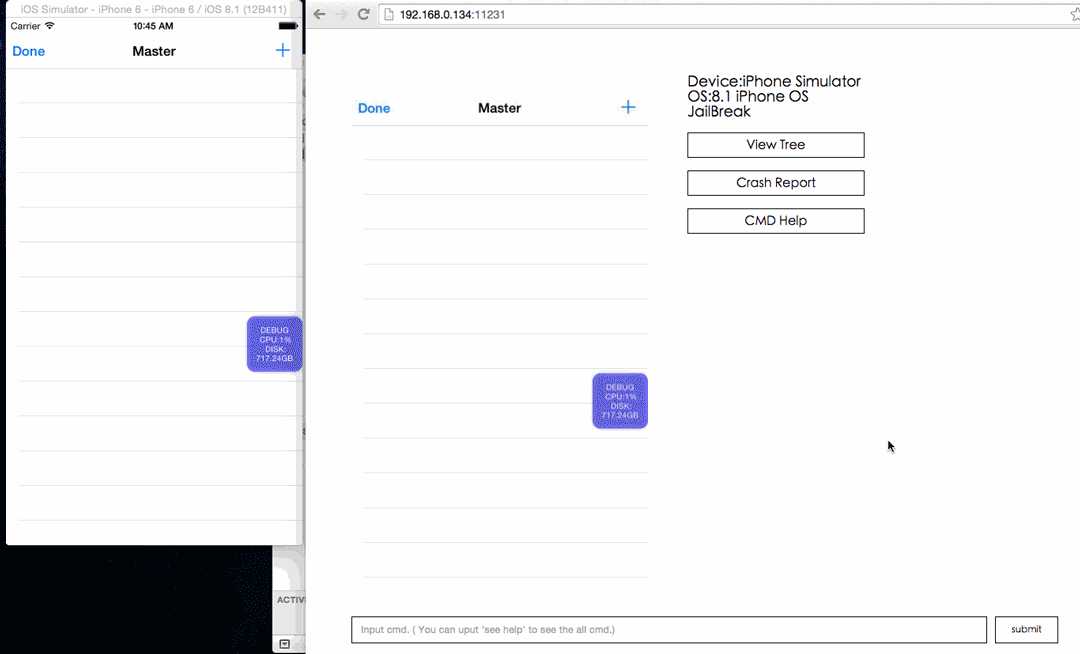 iOS Simulator - iPhone 6 - iPhone 6 / iOS 8.1 (12B411)
Carrier 10:45 AM
Done Master +
DEBUG
CPU:1%
DISK:
717.24GB
192.168.0.134:11231
Done Master +
DEBUG
CPU:1%
DISK:
717.24GB
Device:iPhone Simulator
OS:8.1 iPhone OS
JailBreak
View Tree
Crash Report
CMD Help
ACTIV
Input cmd. ( You can uput 'see help' to see the all cmd.)
submit